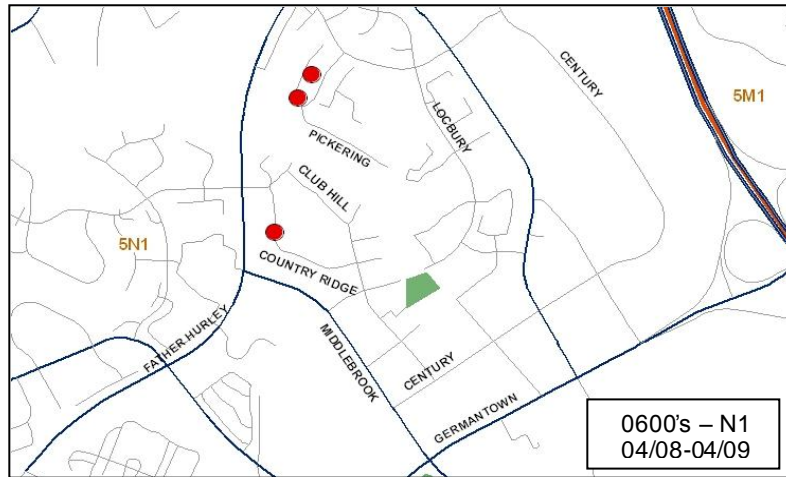 CENTURY
5M1
LOCBURY
PICKERING
CLUB HILL
5N1
COUNTRY RIDGE
FATHER HURLEY
MIDDLEBROOK
CENTURY
GERMANTOWN
0600's – N1
04/08-04/09